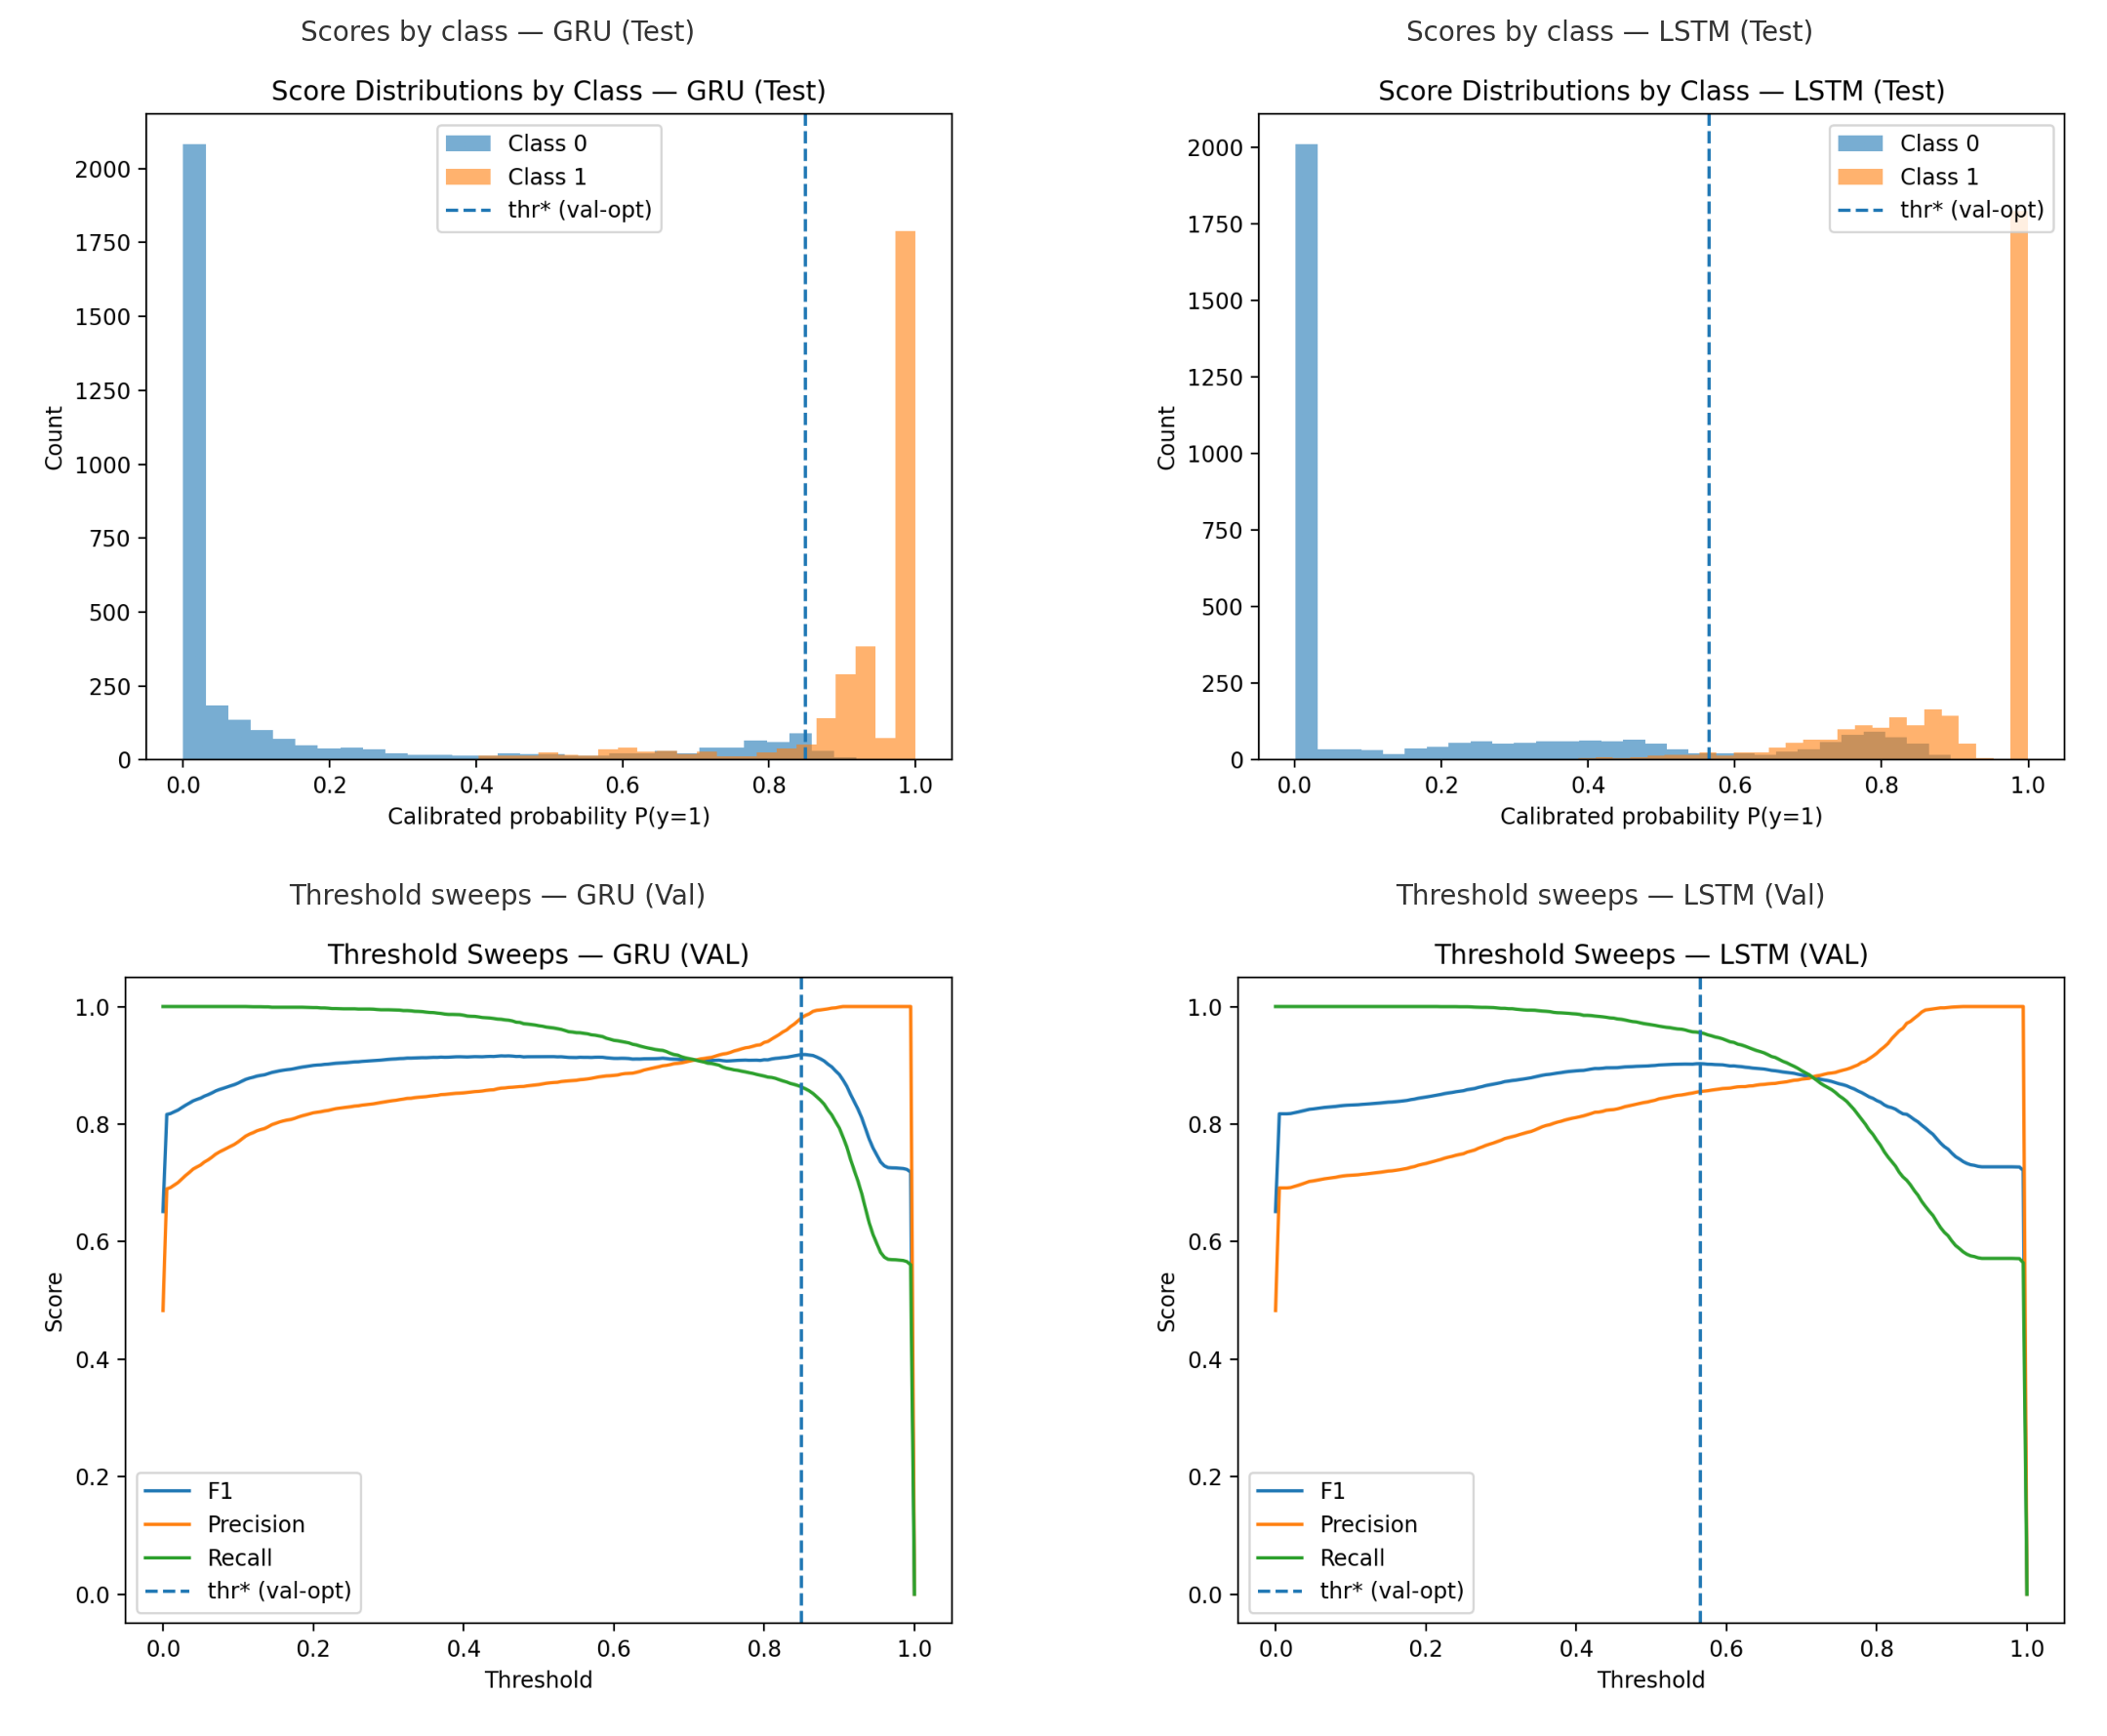 Scores by class — GRU (Test)
Score Distributions by Class — GRU (Test)
Class 0
Class 1
thr* (val-opt)
Count
2000
1750
1500
1250
1000
750
500
250
0
0.0 0.2 0.4 0.6 0.8 1.0
Calibrated probability P(y=1)
Scores by class — LSTM (Test)
Score Distributions by Class — LSTM (Test)
Class 0
Class 1
thr* (val-opt)
Count
2000
1750
1500
1250
1000
750
500
250
0
0.0 0.2 0.4 0.6 0.8 1.0
Calibrated probability P(y=1)
Threshold sweeps — GRU (Val)
Threshold Sweeps — GRU (VAL)
Score
1.0
0.8
0.6
0.4
0.2
0.0
F1
Precision
Recall
thr* (val-opt)
0.0 0.2 0.4 0.6 0.8 1.0
Threshold
Threshold sweeps — LSTM (Val)
Threshold Sweeps — LSTM (VAL)
Score
1.0
0.8
0.6
0.4
0.2
0.0
F1
Precision
Recall
thr* (val-opt)
0.0 0.2 0.4 0.6 0.8 1.0
Threshold